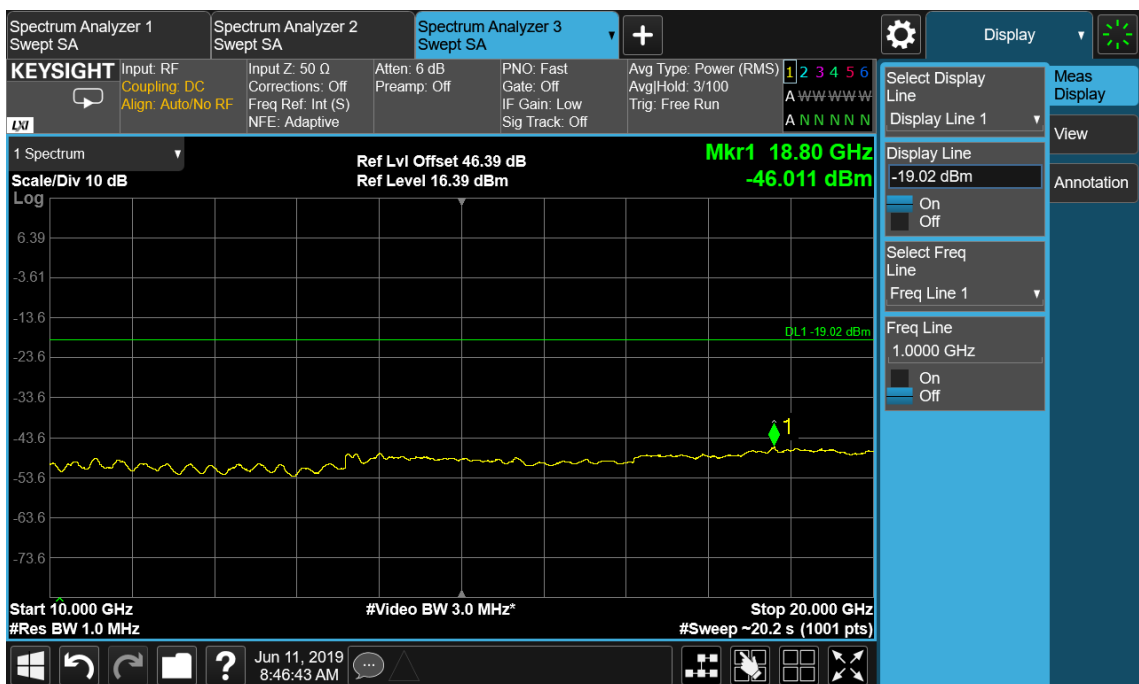 Spectrum Analyzer 1
Swept SA
Spectrum Analyzer 2
Swept SA
Spectrum Analyzer 3
Swept SA
Display
KEYSIGHT
LXI
Input: RF
Coupling: DC
Align: Auto/No RF
Input Z: 50 Ω
Corrections: Off
Freq Ref: Int (S)
NFE: Adaptive
Atten: 6 dB
Preamp: Off
PNO: Fast
Gate: Off
IF Gain: Low
Sig Track: Off
Avg Type: Power (RMS)
Avg|Hold: 3/100
Trig: Free Run
1 2 3 4 5 6
A W W W W W
A N N N N N
1 Spectrum
Scale/Div 10 dB
Ref Lvl Offset 46.39 dB
Ref Level 16.39 dBm
Mkr1 18.80 GHz
-46.011 dBm
Log
6.39
-3.61
-13.6
DL1 -19.02 dBm
-23.6
-33.6
-43.6
1
-53.6
-63.6
-73.6
Start 10.000 GHz
#Res BW 1.0 MHz
#Video BW 3.0 MHz*
Stop 20.000 GHz
#Sweep ~20.2 s (1001 pts)
Jun 11, 2019
8:46:43 AM
Select Display
Line
Display Line 1
Display Line
-19.02 dBm
On
Off
Select Freq
Line
Freq Line 1
Freq Line
1.0000 GHz
On
Off
Meas
Display
View
Annotation